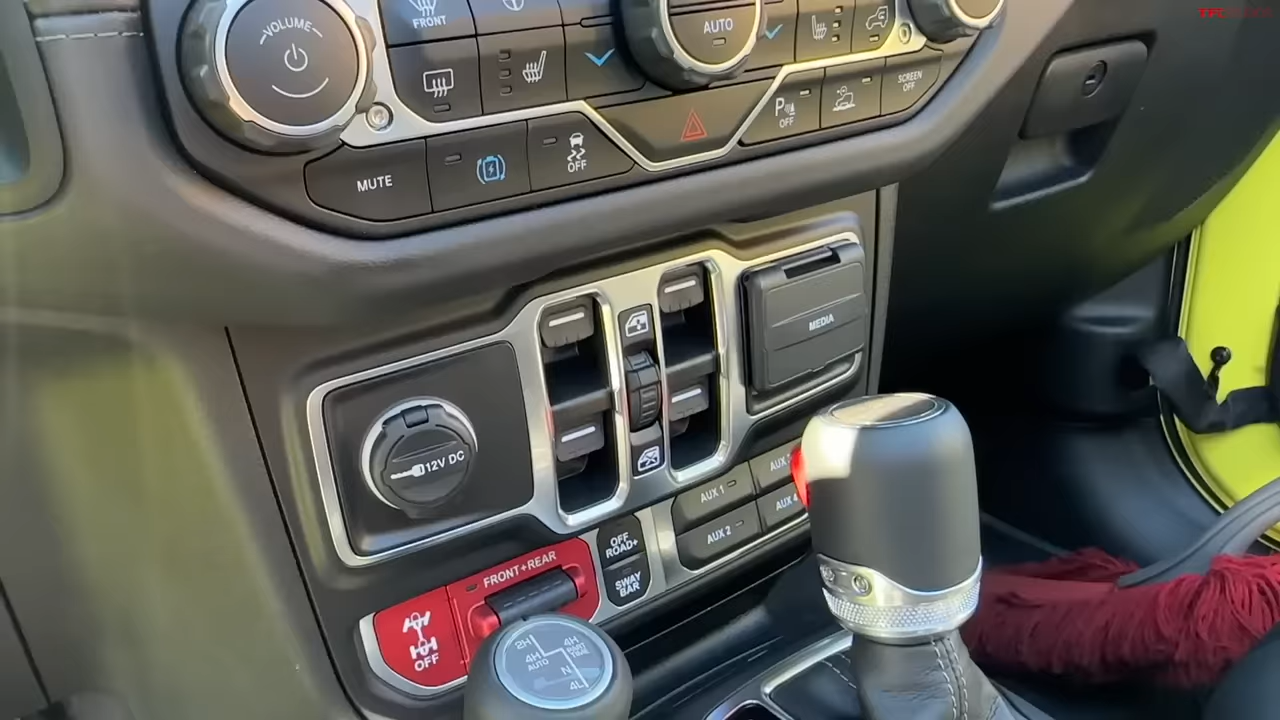 VOLUME
FRONT
AUTO
MUTE
OFF
P OFF
SCREEN OFF
12V DC
MEDIA
AUX 1
AUX 2
AUX 4
OFF ROAD+
SWAY BAR
FRONT+REAR
OFF
2H
4H AUTO
4H PART TIME
N
4L